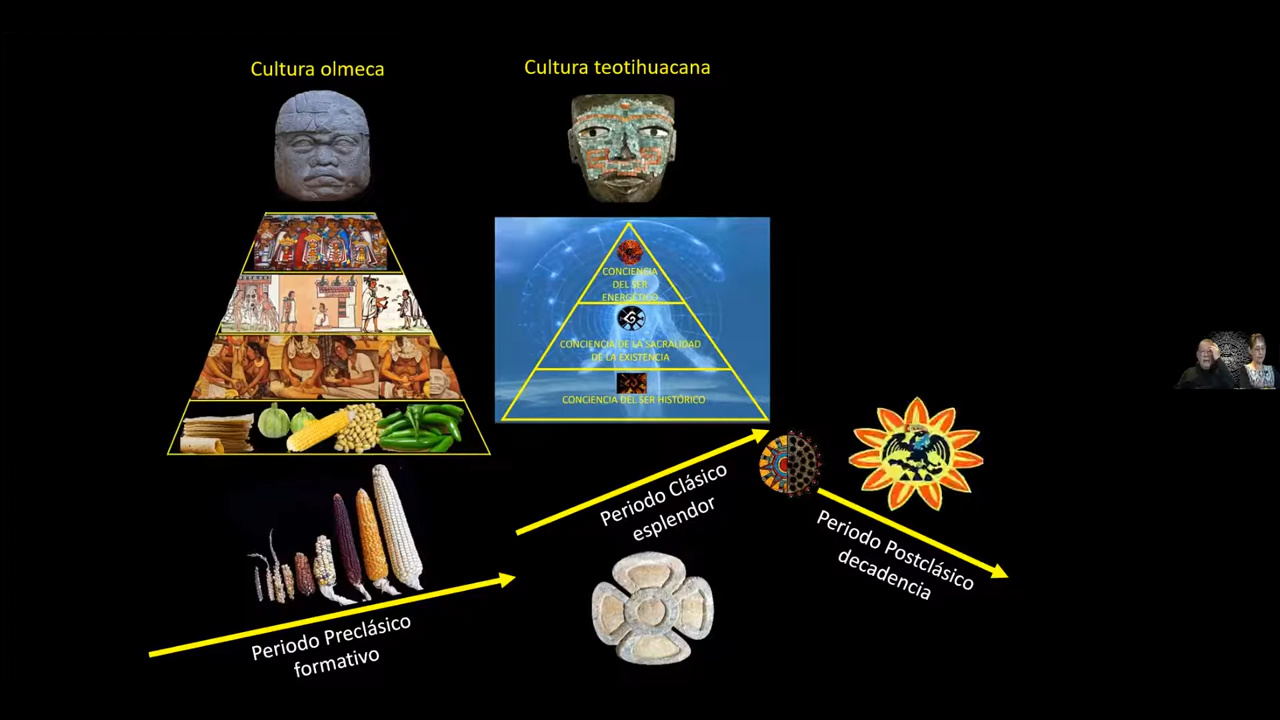 Cultura olmeca
Cultura teotihuacana
CONCIENCIA
DEL SER
ENERGÉTICO
CONCIENCIA DE LA SACRALIDAD
DE LA EXISTENCIA
CONCIENCIA DEL SER HISTÓRICO
Periodo Preclásico
formativo
Periodo Clásico
esplendor
Periodo Postclásico
decadencia